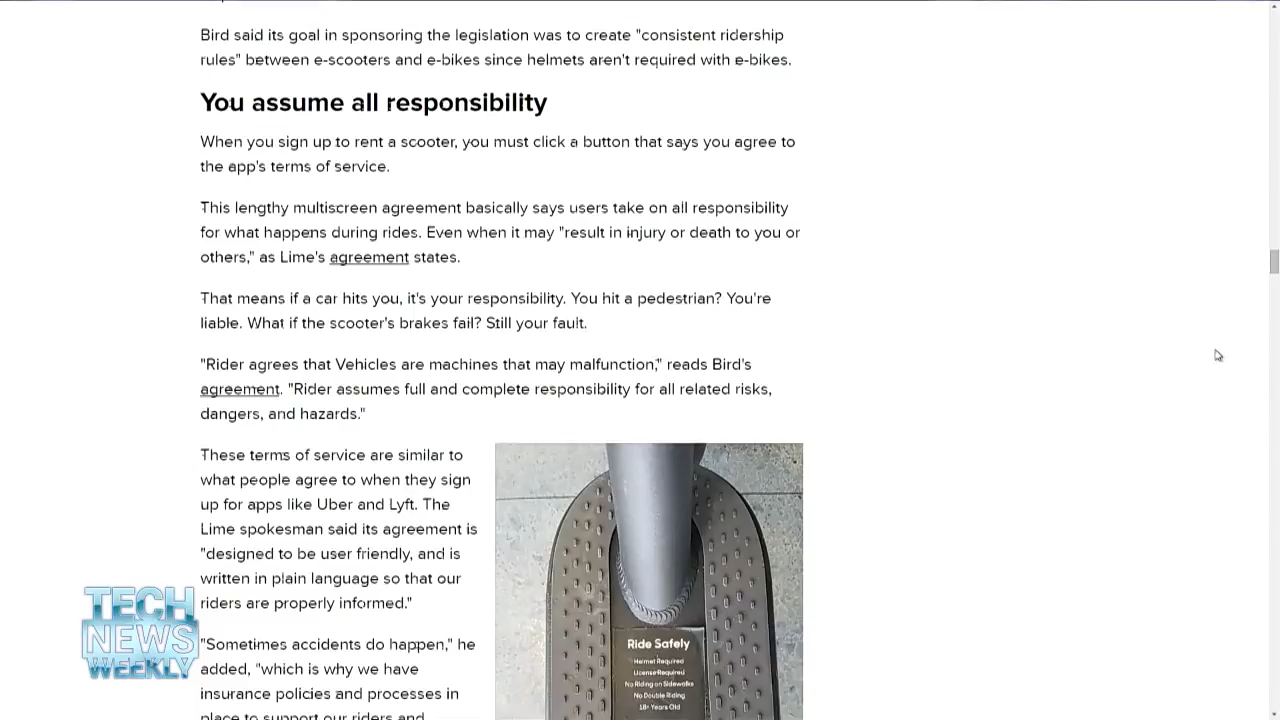 Bird said its goal in sponsoring the legislation was to create "consistent ridership
rules" between e-scooters and e-bikes since helmets aren't required with e-bikes.
You assume all responsibility
When you sign up to rent a scooter, you must click a button that says you agree to
the app's terms of service.
This lengthy multiscreen agreement basically says users take on all responsibility
for what happens during rides. Even when it may "result in injury or death to you or
others," as Lime's agreement states.
That means if a car hits you, it's your responsibility. You hit a pedestrian? You're
liable. What if the scooter's brakes fail? Still your fault.
"Rider agrees that Vehicles are machines that may malfunction," reads Bird's
agreement. "Rider assumes full and complete responsibility for all related risks,
dangers, and hazards."
These terms of service are similar to
what people agree to when they sign
up for apps like Uber and Lyft. The
Lime spokesman said its agreement is
"designed to be user friendly, and is
written in plain language so that our
riders are properly informed."
"Sometimes accidents do happen," he
added, "which is why we have
insurance policies and processes in
place to support our riders and
Ride Safely
Helmet Required
License Required
No Riding on Sidewalks
No Double Riding
18+ Years Old
TECH
NEWS
WEEKLY